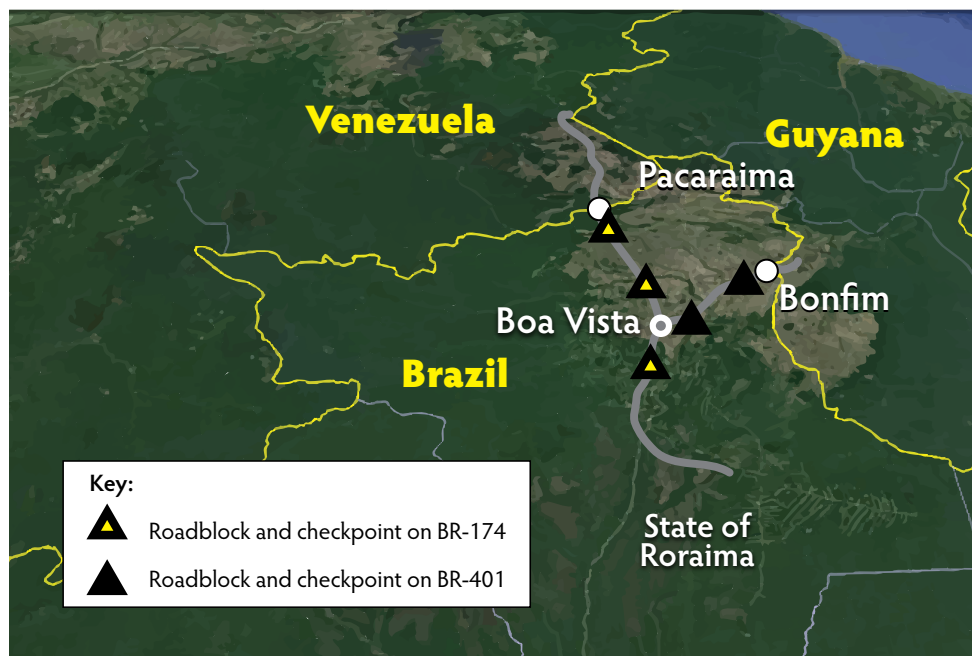 Venezuela
Guyana
Pacaraima
Bonfim
Boa Vista
Brazil
Key:
Roadblock and checkpoint on BR-174
Roadblock and checkpoint on BR-401
State of
Roraima